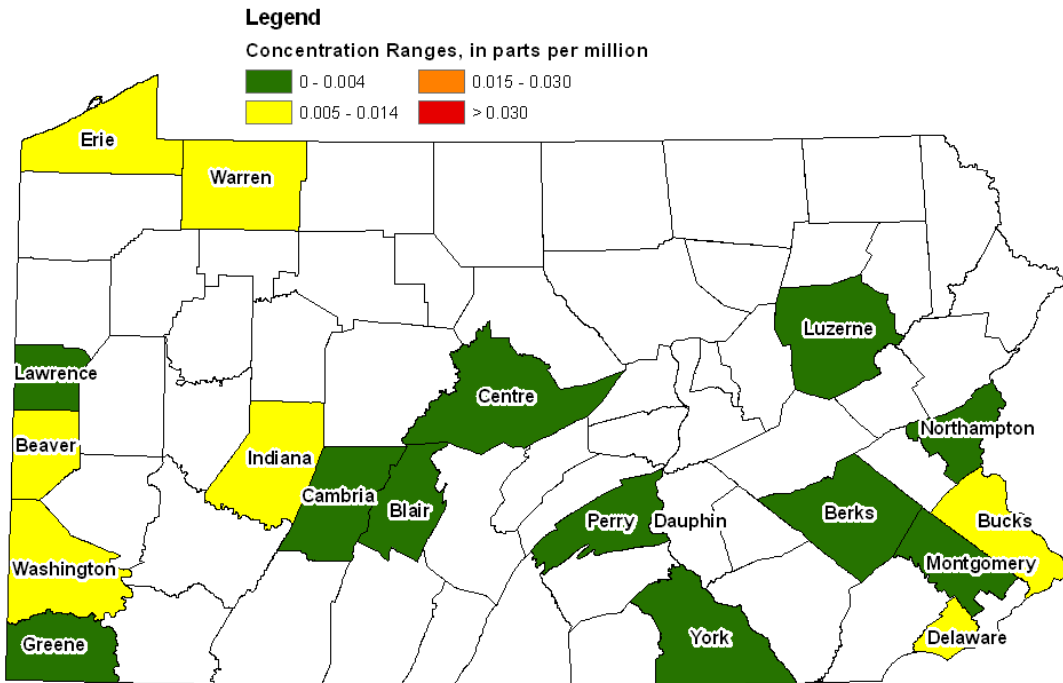 Legend
Concentration Ranges, in parts per million
0 - 0.004
0.015 - 0.030
0.005 - 0.014
> 0.030
Erie
Warren
Luzerne
Lawrence
Centre
Northampton
Beaver
Indiana
Cambria
Blair
Perry
Dauphin
Berks
Bucks
Washington
Montgomery
Greene
York
Delaware